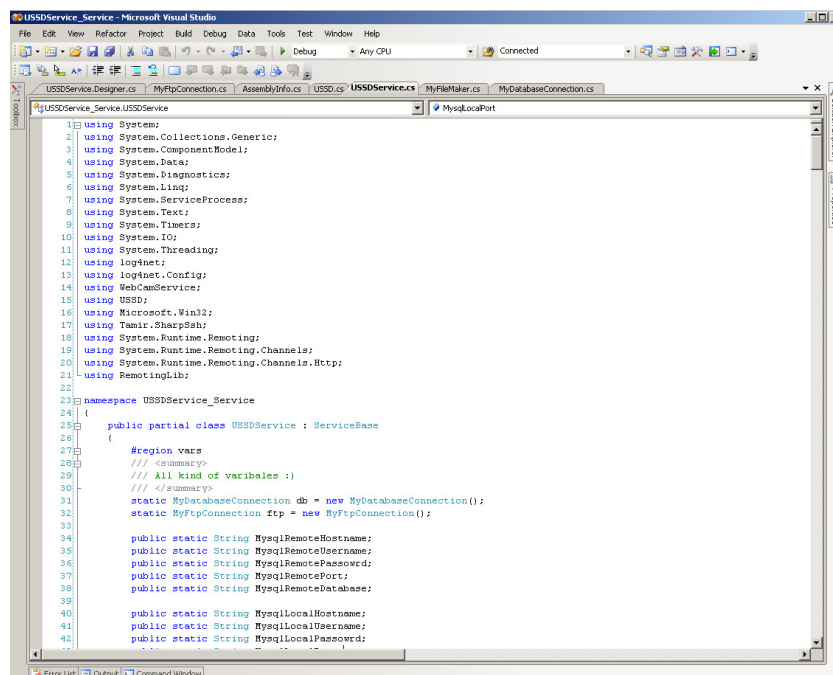 USSDService_Service - Microsoft Visual Studio
File Edit View Refactor Project Build Debug Data Tools Test Window Help
Debug Any CPU Connected
USSDService.Designer.cs MyFtpConnection.cs AssemblyInfo.cs USSD.cs USSDService.cs MyFileMaker.cs MyDatabaseConnection.cs
Toolbox
USSDService_Service.USSDService MysqlLocalPort
1 using System;
2 using System.Collections.Generic;
3 using System.ComponentModel;
4 using System.Data;
5 using System.Diagnostics;
6 using System.Linq;
7 using System.ServiceProcess;
8 using System.Text;
9 using System.Timers;
10 using System.IO;
11 using System.Threading;
12 using log4net;
13 using log4net.Config;
14 using WebCamService;
15 using USSD;
16 using Microsoft.Win32;
17 using Tamir.SharpSsh;
18 using System.Runtime.Remoting;
19 using System.Runtime.Remoting.Channels;
20 using System.Runtime.Remoting.Channels.Http;
21 using RemotingLib;
22
23 namespace USSDService_Service
24 {
25 public partial class USSDService : ServiceBase
26 {
27 #region vars
28 /// <summary>
29 /// All kind of varibales :)
30 /// </summary>
31 static MyDatabaseConnection db = new MyDatabaseConnection();
32 static MyFtpConnection ftp = new MyFtpConnection();
33
34 public static String MysqlRemoteHostname;
35 public static String MysqlRemoteUsername;
36 public static String MysqlRemotePassowrd;
37 public static String MysqlRemotePort;
38 public static String MysqlRemoteDatabase;
39
40 public static String MysqlLocalHostname;
41 public static String MysqlLocalUsername;
42 public static String MysqlLocalPassowrd;
Error List Output Command Window